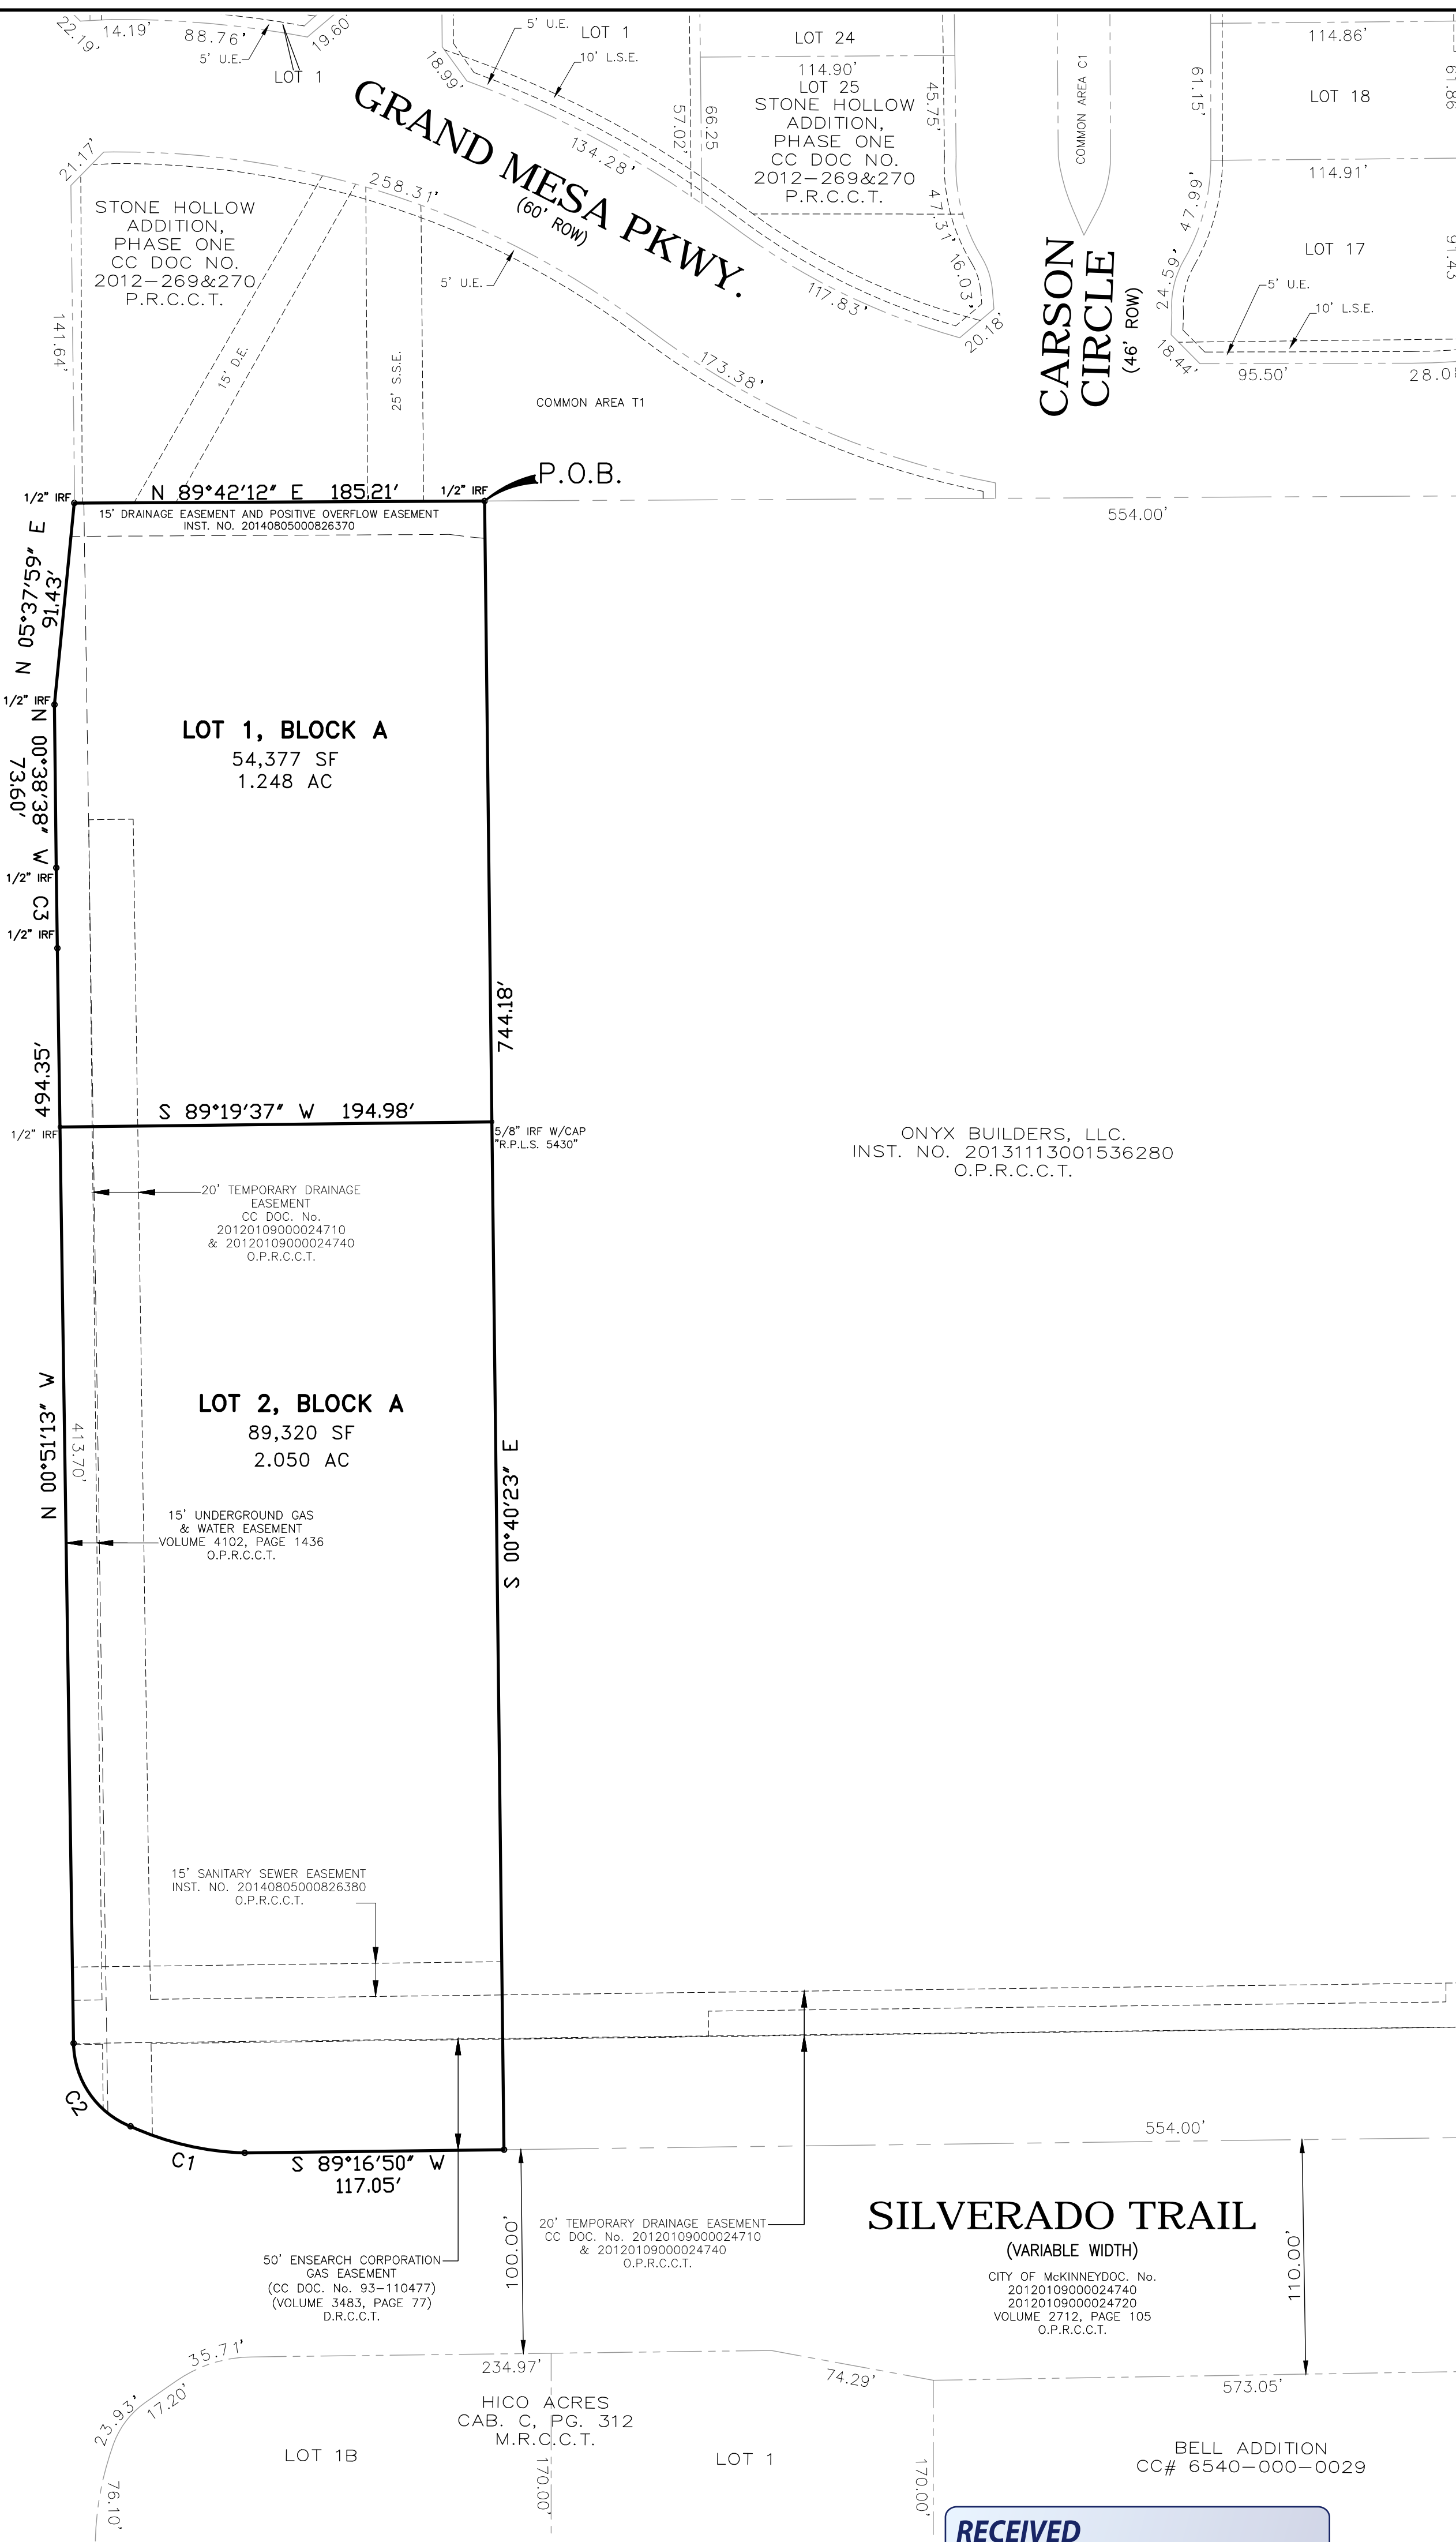 22.19'
14.19'
88.76'
19.60'
5' U.E.
LOT 1
5' U.E.
LOT 1
10' L.S.E.
18.99'
LOT 24
114.90'
LOT 25
STONE HOLLOW
ADDITION,
PHASE ONE
CC DOC NO.
2012-269&270
P.R.C.C.T.
57.02'
66.25
45.75'
47.31'
16.03'
20.18'
COMMON AREA C1
114.86'
61.15'
LOT 18
114.91'
47.99'
24.59'
LOT 17
5' U.E.
10' L.S.E.
18.44'
95.50'
GRAND MESA PKWY.
(60' ROW)
134.28'
117.83'
CARSON
CIRCLE
(46' ROW)
21.17'
258.31'
STONE HOLLOW
ADDITION,
PHASE ONE
CC DOC NO.
2012-269&270
P.R.C.C.T.
5' U.E.
141.64'
15' D.E.
25' S.S.E.
173.38'
COMMON AREA T1
P.O.B.
1/2" IRF
N 89°42'12" E 185.21'
1/2" IRF
554.00'
15' DRAINAGE EASEMENT AND POSITIVE OVERFLOW EASEMENT
INST. NO. 20140805000826370
N 05°37'59" E
91.43'
1/2" IRF
N 00°38'38" W
73.60'
LOT 1, BLOCK A
54,377 SF
1.248 AC
1/2" IRF
C3
1/2" IRF
494.35'
744.18'
S 89°19'37" W 194.98'
1/2" IRF
5/8" IRF W/CAP
"R.P.L.S. 5430"
ONYX BUILDERS, LLC.
INST. NO. 20131113001536280
O.P.R.C.C.T.
20' TEMPORARY DRAINAGE
EASEMENT
CC DOC. No.
20120109000024710
& 20120109000024740
O.P.R.C.C.T.
N 00°51'13" W
413.70'
LOT 2, BLOCK A
89,320 SF
2.050 AC
S 00°40'23" E
15' UNDERGROUND GAS
& WATER EASEMENT
VOLUME 4102, PAGE 1436
O.P.R.C.C.T.
15' SANITARY SEWER EASEMENT
INST. NO. 20140805000826380
O.P.R.C.C.T.
C2
C1
S 89°16'50" W
117.05'
554.00'
50' ENSEARCH CORPORATION
GAS EASEMENT
(CC DOC. No. 93-110477)
(VOLUME 3483, PAGE 77)
D.R.C.C.T.
100.00'
20' TEMPORARY DRAINAGE EASEMENT
CC DOC. No. 20120109000024710
& 20120109000024740
O.P.R.C.C.T.
SILVERADO TRAIL
(VARIABLE WIDTH)
CITY OF McKINNEYDOC. No.
20120109000024740
20120109000024720
VOLUME 2712, PAGE 105
O.P.R.C.C.T.
110.00'
35.71'
17.20'
23.93'
76.10'
234.97'
74.29'
573.05'
HICO ACRES
CAB. C, PG. 312
M.R.C.C.T.
LOT 1B
170.00'
LOT 1
170.00'
BELL ADDITION
CC# 6540-000-0029
RECEIVED